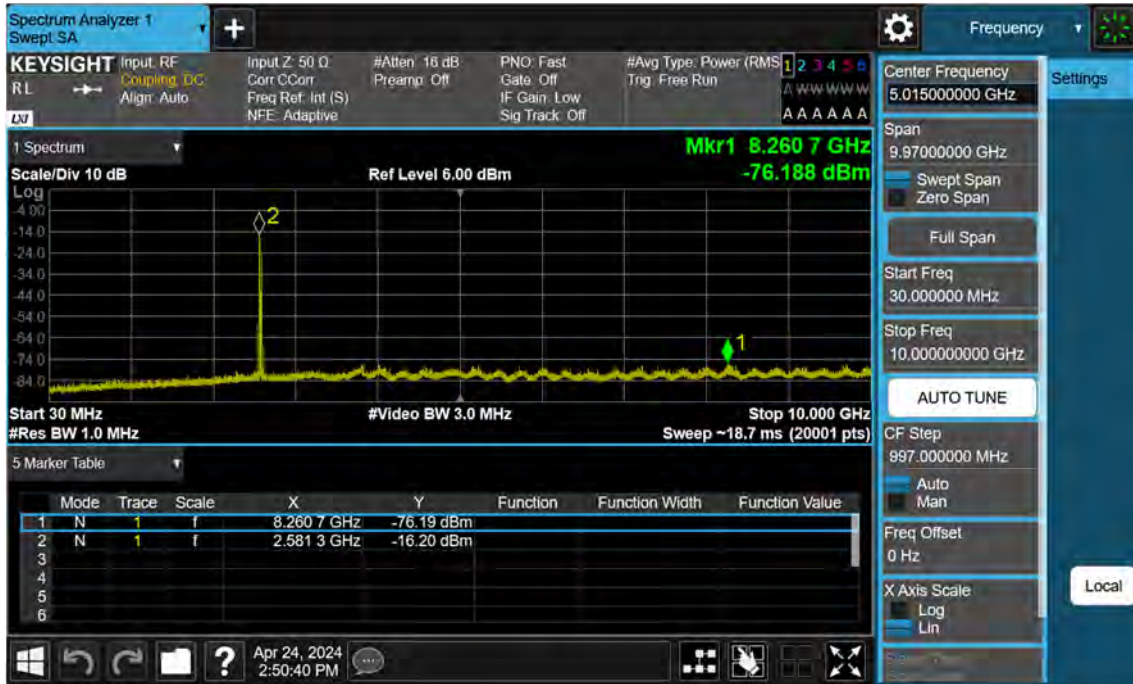 Spectrum Analyzer 1
Swept SA
+
Frequency
KEYSIGHT
RL
LXI
Input: RF
Coupling: DC
Align: Auto
Input Z: 50 Ω
Corr CCorr
Freq Ref: Int (S)
NFE: Adaptive
#Atten: 16 dB
Preamp: Off
PNO: Fast
Gate: Off
IF Gain: Low
Sig Track: Off
#Avg Type: Power (RMS
Trig: Free Run
1 2 3 4 5 6
A W W W W W
A A A A A A
Center Frequency
5.015000000 GHz
Settings
1 Spectrum
Mkr1 8.260 7 GHz
Scale/Div 10 dB
Ref Level 6.00 dBm
-76.188 dBm
Log
-4.00
-14.0
-24.0
-34.0
-44.0
-54.0
-64.0
-74.0
-84.0
2
1
Start 30 MHz
#Video BW 3.0 MHz
Stop 10.000 GHz
#Res BW 1.0 MHz
Sweep ~18.7 ms (20001 pts)
Span
9.97000000 GHz
Swept Span
Zero Span
Full Span
Start Freq
30.000000 MHz
Stop Freq
10.000000000 GHz
AUTO TUNE
CF Step
997.000000 MHz
Auto
Man
Freq Offset
0 Hz
X Axis Scale
Log
Lin
Local
5 Marker Table
Mode Trace Scale X Y Function Function Width Function Value
1 N 1 f 8.260 7 GHz -76.19 dBm
2 N 1 f 2.581 3 GHz -16.20 dBm
3
4
5
6
?
Apr 24, 2024
2:50:40 PM